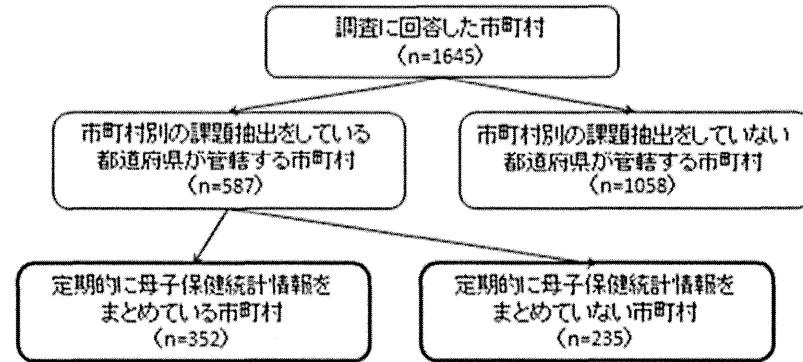 調査に回答した市町村
(n=1645)
市町村別の課題抽出をしている
都道府県が管轄する市町村
(n=587)
市町村別の課題抽出をしていない
都道府県が管轄する市町村
(n=1058)
定期的に母子保健統計情報を
まとめている市町村
(n=352)
定期的に母子保健統計情報を
まとめていない市町村
(n=235)